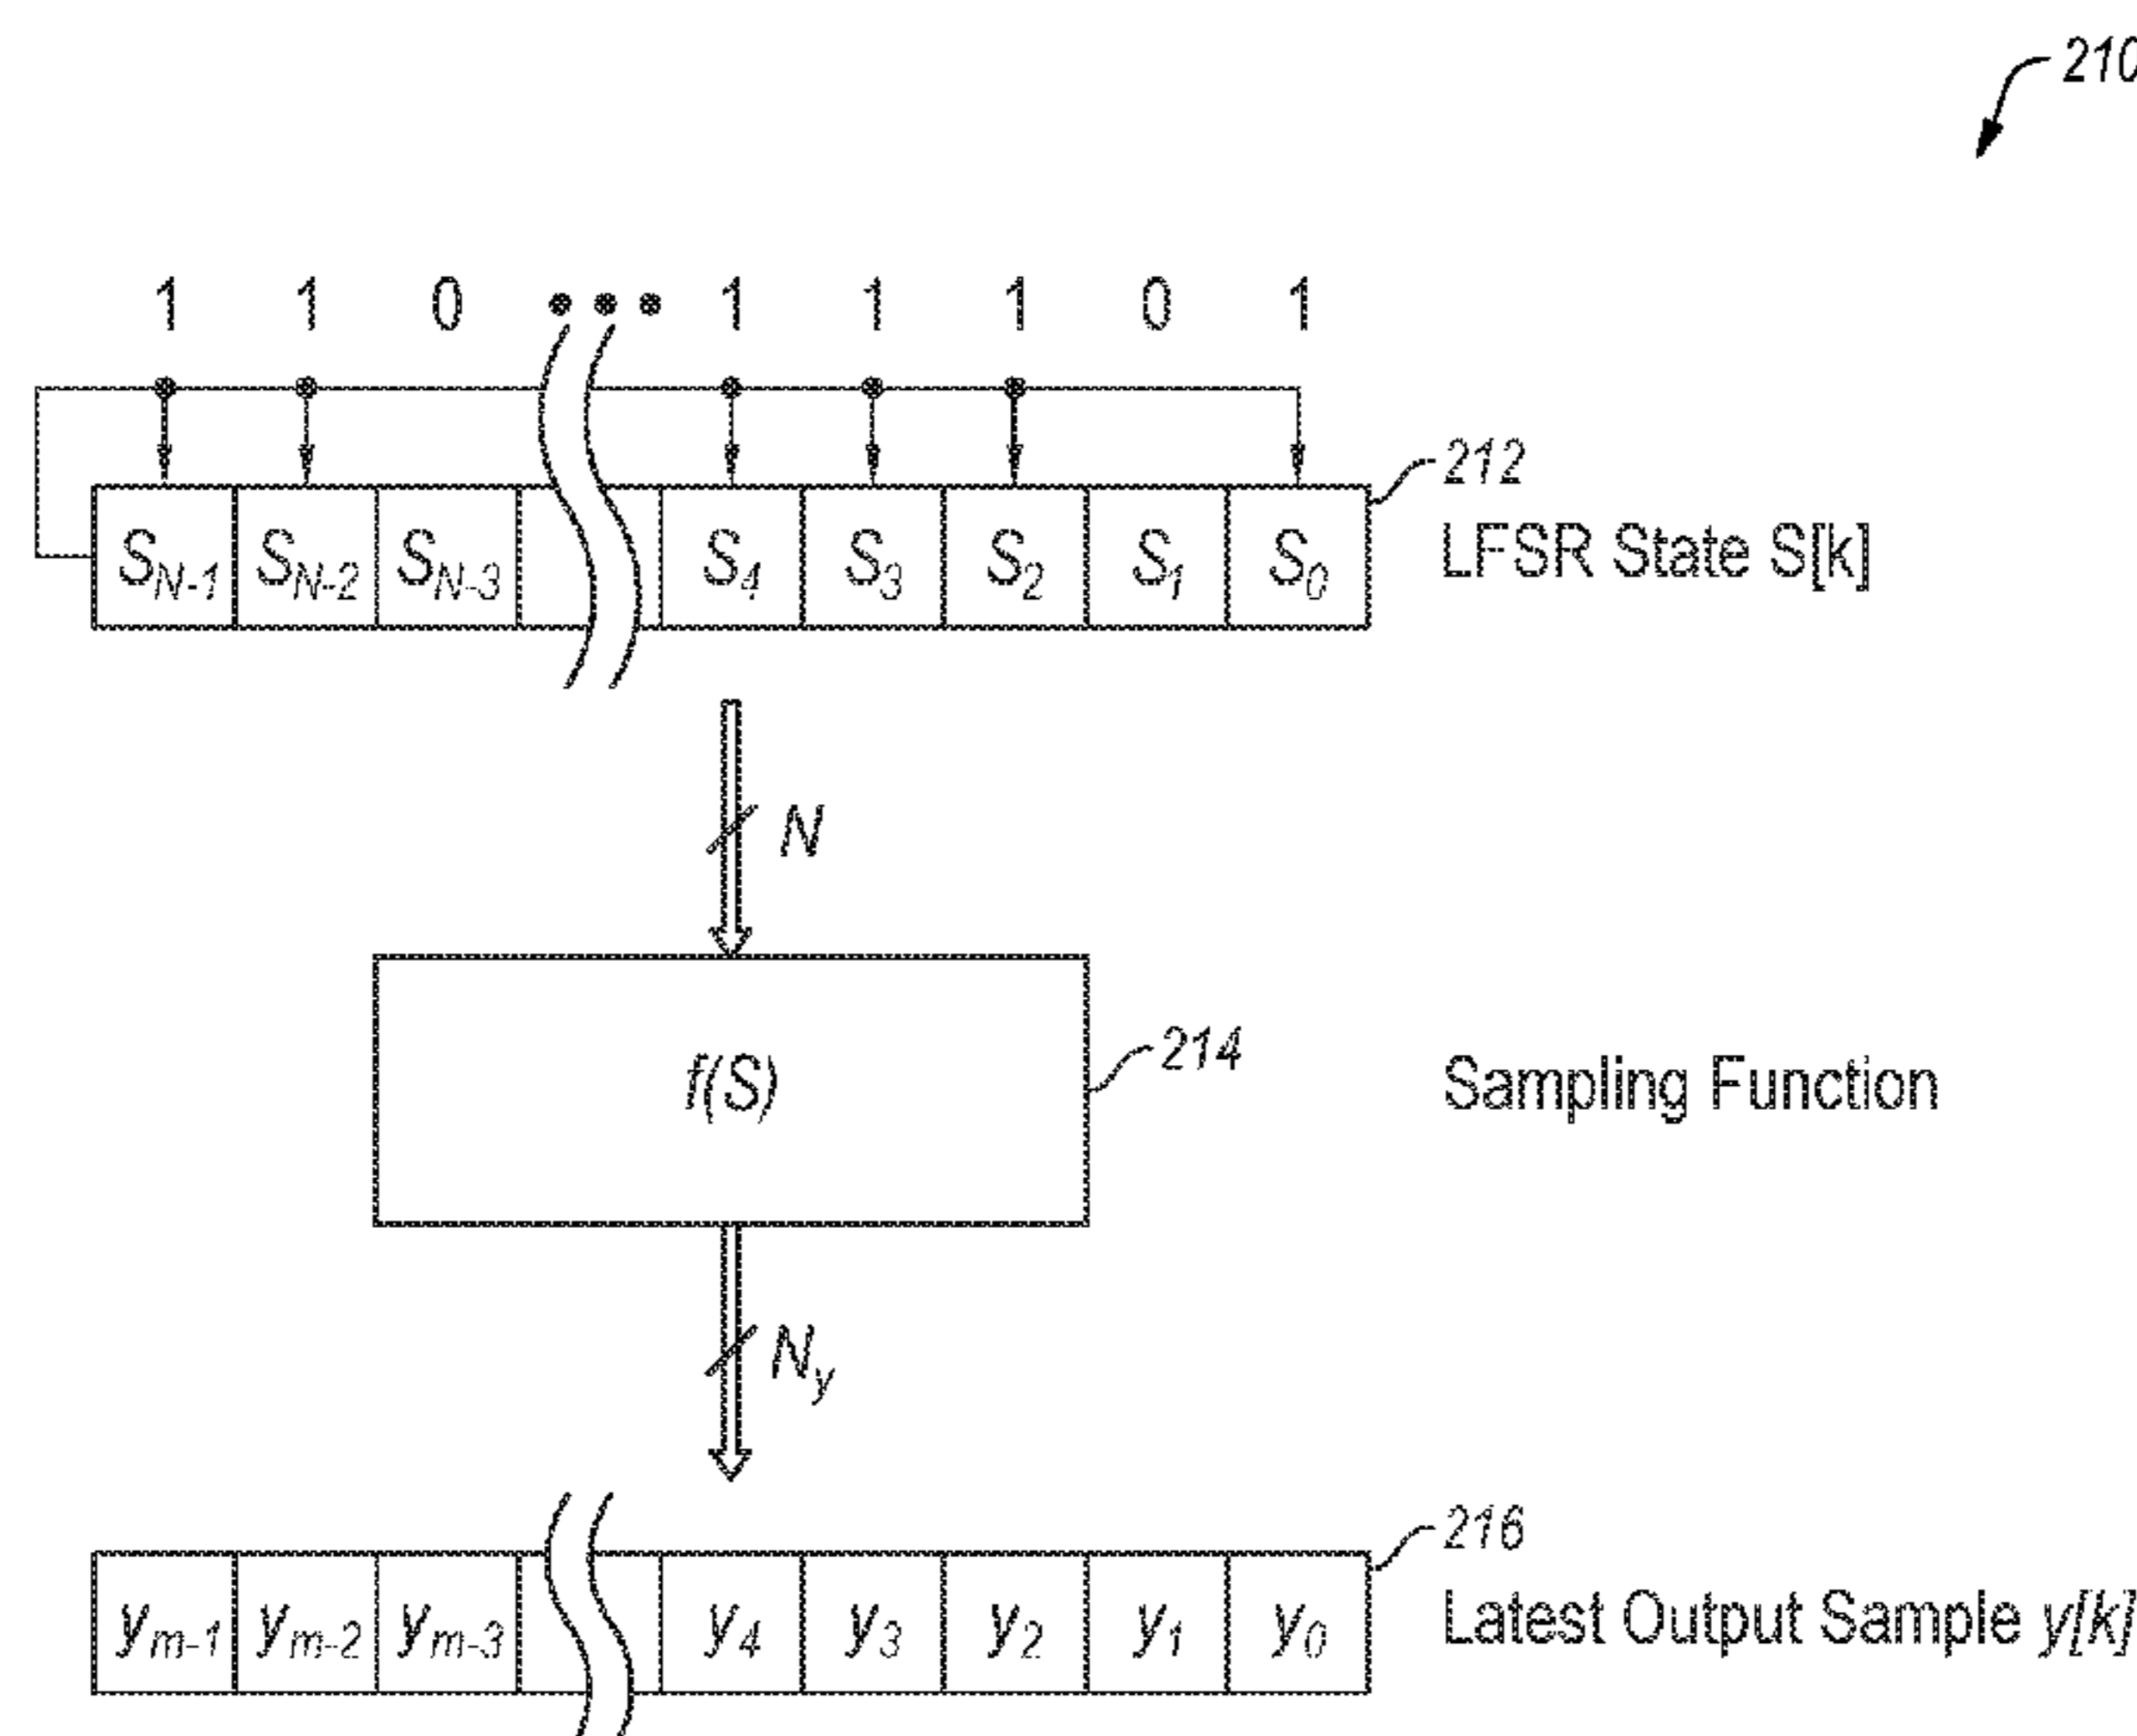 210
1 1 0 ••• 1 1 1 0 1
212
S_{N-1} S_{N-2} S_{N-3} S_4 S_3 S_2 S_1 S_0 LFSR State S[k]
N
f(S) 214 Sampling Function
N_y
216
y_{m-1} y_{m-2} y_{m-3} y_4 y_3 y_2 y_1 y_0 Latest Output Sample y[k]